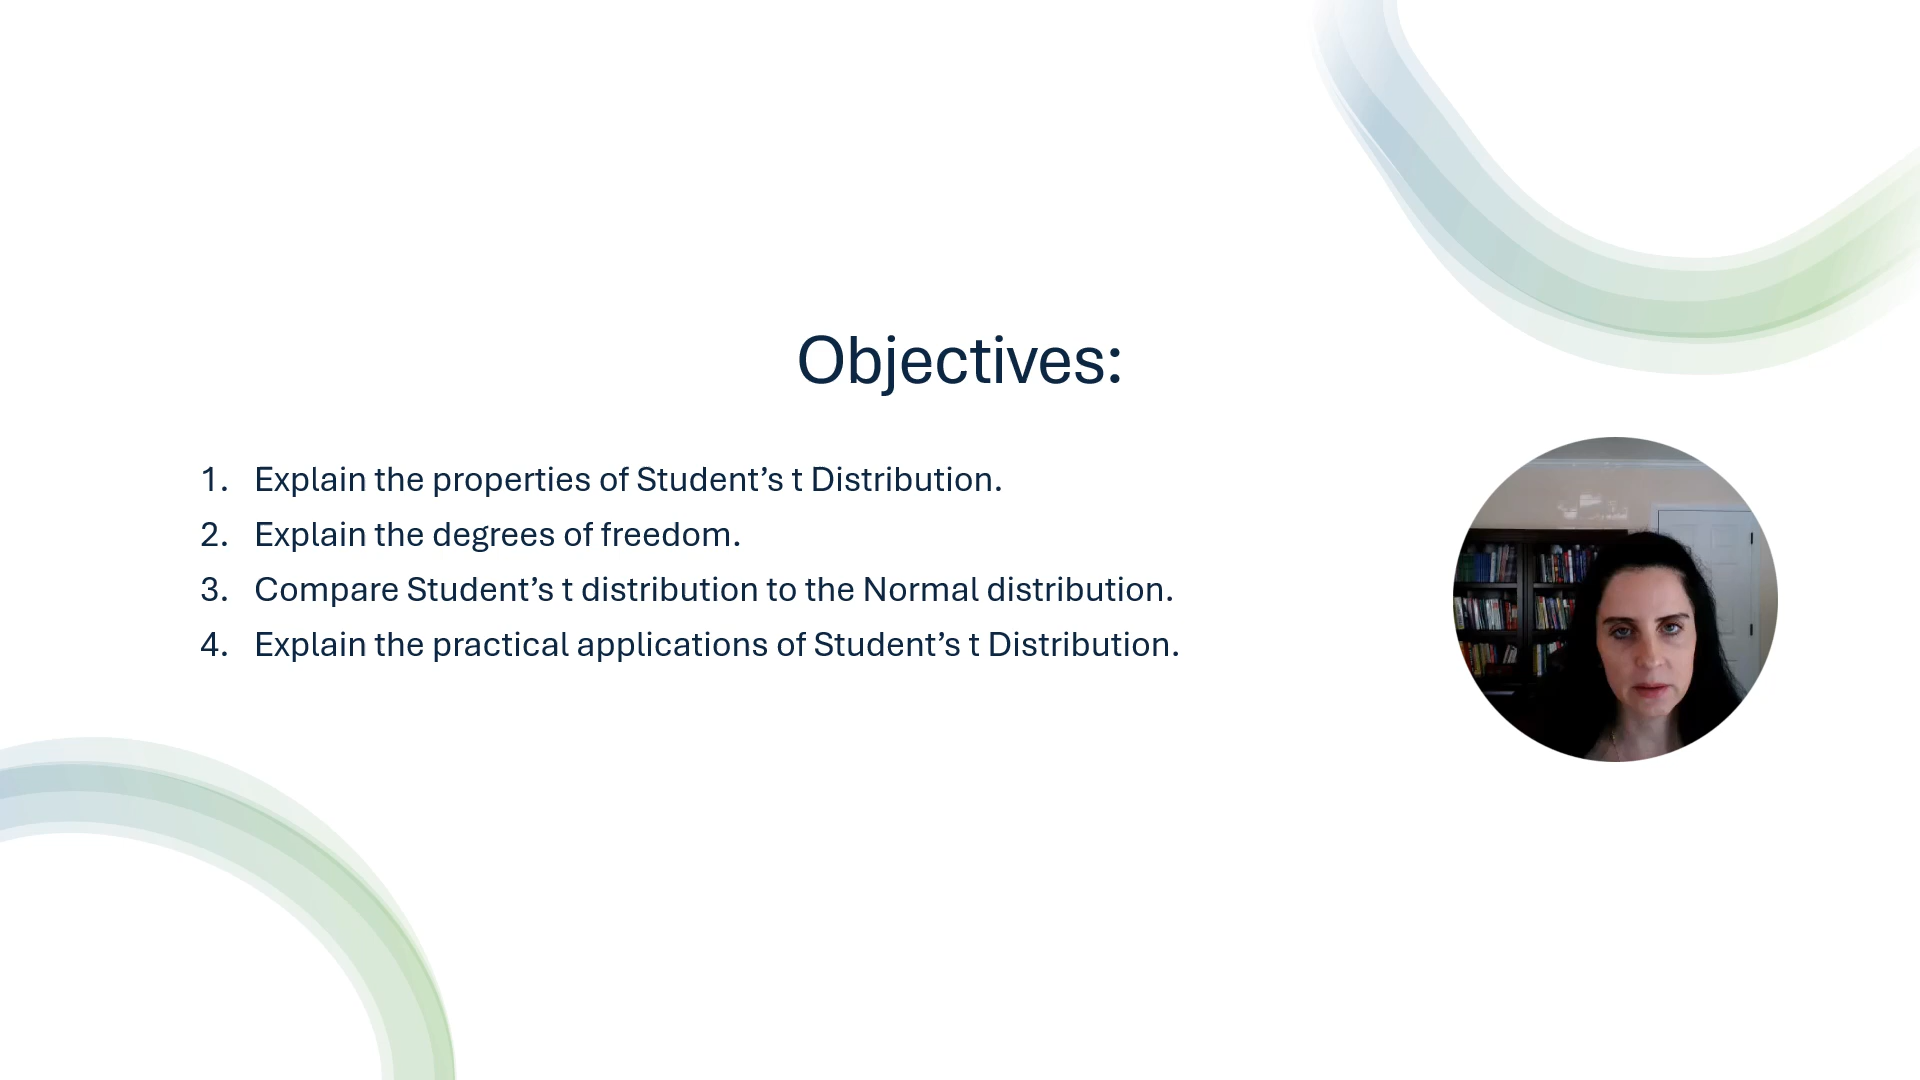 Objectives:
1. Explain the properties of Student’s t Distribution.
2. Explain the degrees of freedom.
3. Compare Student’s t distribution to the Normal distribution.
4. Explain the practical applications of Student’s t Distribution.